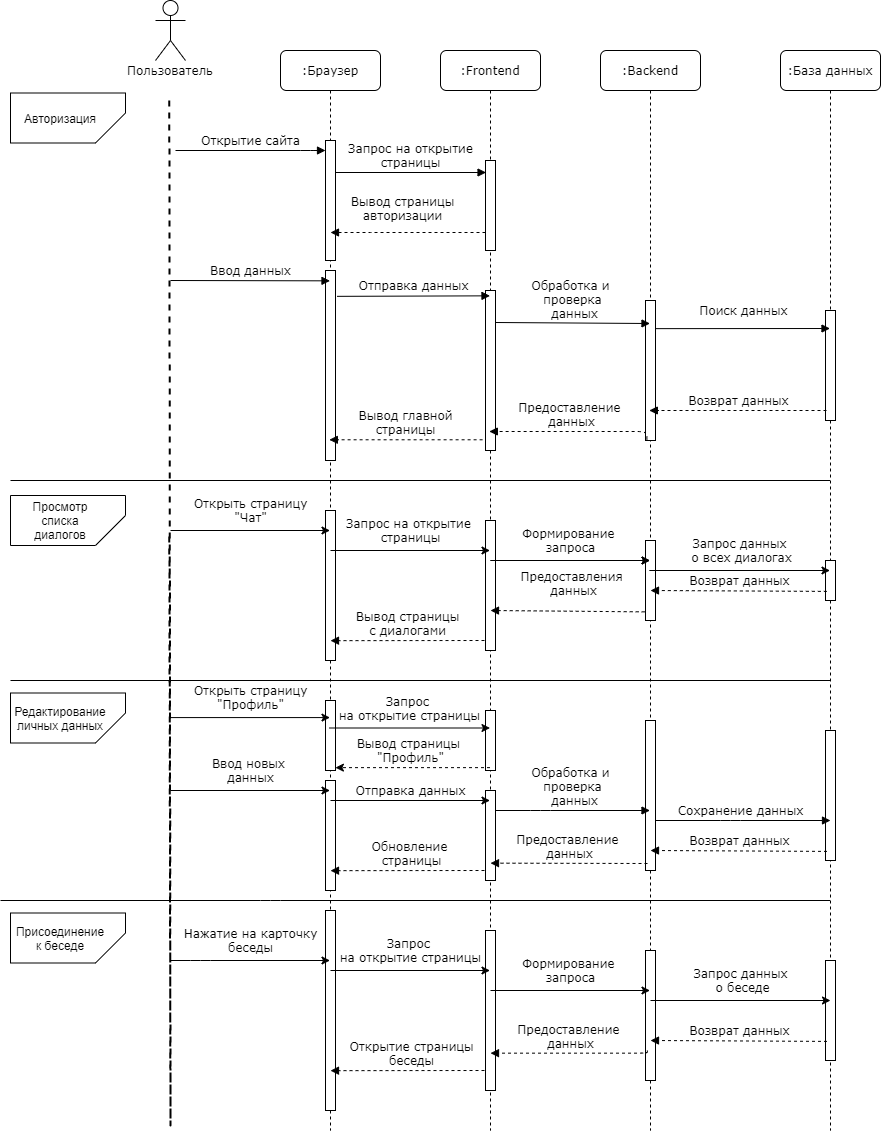 Пользователь
:Браузер
:Frontend
:Backend
:База данных
Авторизация
Открытие сайта
Запрос на открытие
страницы
Вывод страницы
авторизации
Ввод данных
Отправка данных
Обработка и
проверка
данных
Поиск данных
Возврат данных
Предоставление
данных
Вывод главной
страницы
Просмотр
списка
диалогов
Открыть страницу
"Чат"
Запрос на открытие
страницы
Формирование
запроса
Запрос данных
о всех диалогах
Возврат данных
Предоставления
данных
Вывод страницы
с диалогами
Редактирование
личных данных
Открыть страницу
"Профиль"
Запрос
на открытие страницы
Вывод страницы
"Профиль"
Ввод новых
данных
Отправка данных
Обработка и
проверка
данных
Сохранение данных
Возврат данных
Предоставление
данных
Обновление
страницы
Присоединение
к беседе
Нажатие на карточку
беседы
Запрос
на открытие страницы
Формирование
запроса
Запрос данных
о беседе
Возврат данных
Предоставление
данных
Открытие страницы
беседы